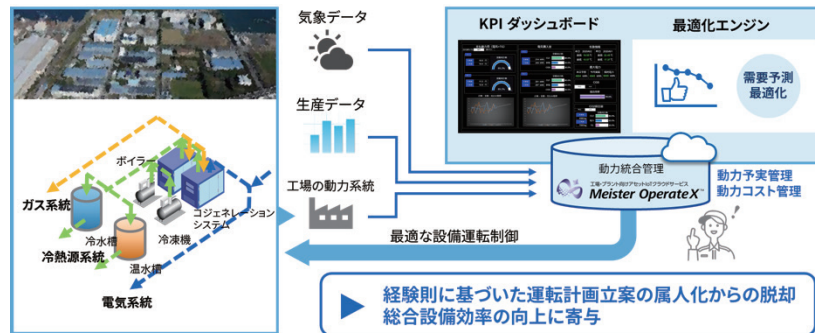 気象データ
生産データ
工場の動力系統
ボイラー
コジェネレーション
システム
冷凍機
ガス系統
冷水槽
冷熱源系統
温水槽
電気系統
KPI ダッシュボード
最適化エンジン
需要予測
最適化
動力統合管理
工場・プラント向けアセットIoTクラウドサービス
Meister OperateX™
動力予実管理
動力コスト管理
最適な設備運転制御
経験則に基づいた運転計画立案の属人化からの脱却
総合設備効率の向上に寄与